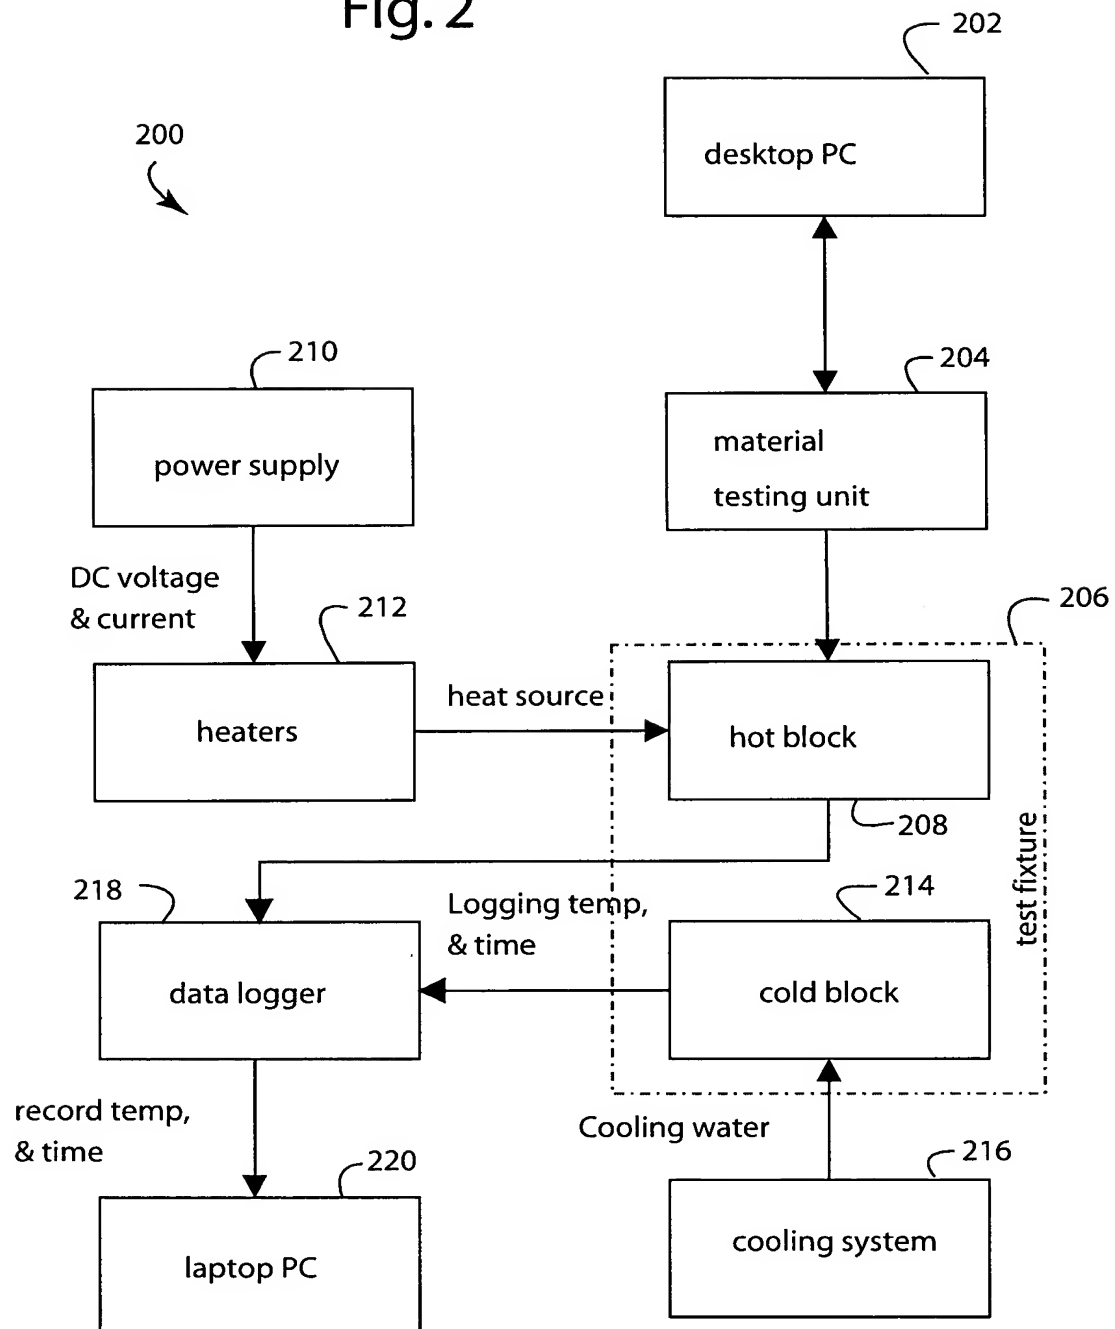 Fig. 2
202
desktop PC
200
210
204
power supply
material
testing unit
DC voltage
& current
212
206
heat source
heaters
hot block
208
test fixture
218
214
Logging temp,
& time
data logger
cold block
record temp,
& time
Cooling water
220
216
laptop PC
cooling system